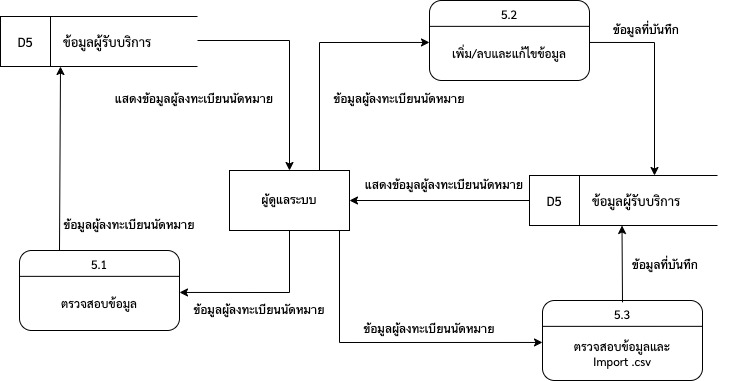 5.2
เพิ่ม/ลบและแก้ไขข้อมูล
ข้อมูลที่บันทึก
D5 ข้อมูลผู้รับบริการ
แสดงข้อมูลผู้ลงทะเบียนนัดหมาย
ข้อมูลผู้ลงทะเบียนนัดหมาย
ผู้ดูแลระบบ
แสดงข้อมูลผู้ลงทะเบียนนัดหมาย
D5 ข้อมูลผู้รับบริการ
ข้อมูลผู้ลงทะเบียนนัดหมาย
5.1
ตรวจสอบข้อมูล
ข้อมูลผู้ลงทะเบียนนัดหมาย
ข้อมูลที่บันทึก
ข้อมูลผู้ลงทะเบียนนัดหมาย
5.3
ตรวจสอบข้อมูลและ
Import .csv